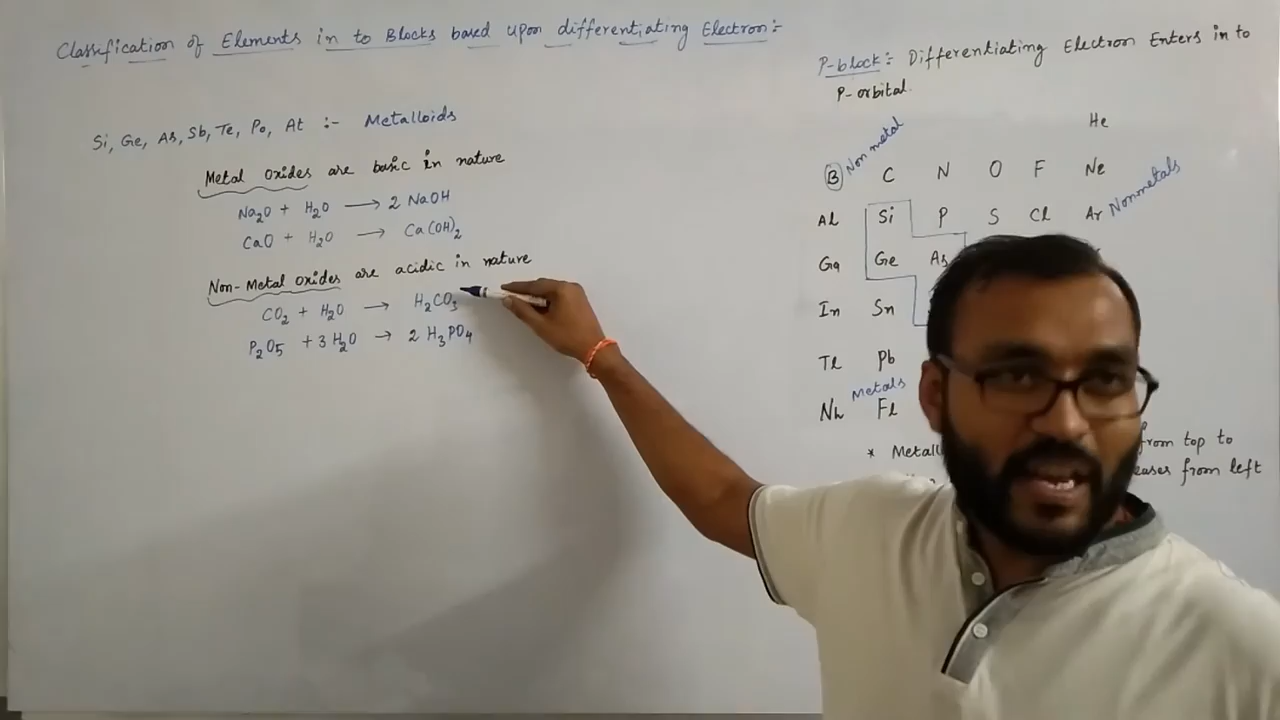 Classification of Elements in to Blocks based upon differentiating Electron:-
Si, Ge, As, Sb, Te, Po, At :- Metalloids
Metal oxides are basic in nature
Na₂O + H₂O ⟶ 2 NaOH
CaO + H₂O ⟶ Ca(OH)₂
Non-Metal oxides are acidic in nature
CO₂ + H₂O ⟶ H₂CO₃
P₂O₅ + 3H₂O → 2 H₃PO₄
P-block:- Differentiating Electron Enters in to
P-orbital.
He
Non metal
B C N O F Ne
Nonmetals
Al Si P S Cl Ar
Ga Ge As
In Sn
Tl Pb
Metals
Nh Fl
* from top to
from left